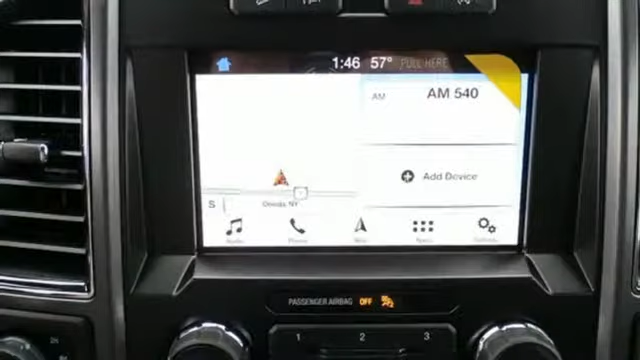 1:46 57° PULL HERE
AM AM 540
Add Device
S
Oneida, NY
Audio Phone Nav Apps Settings
PASSENGER AIRBAG OFF
1 2 3